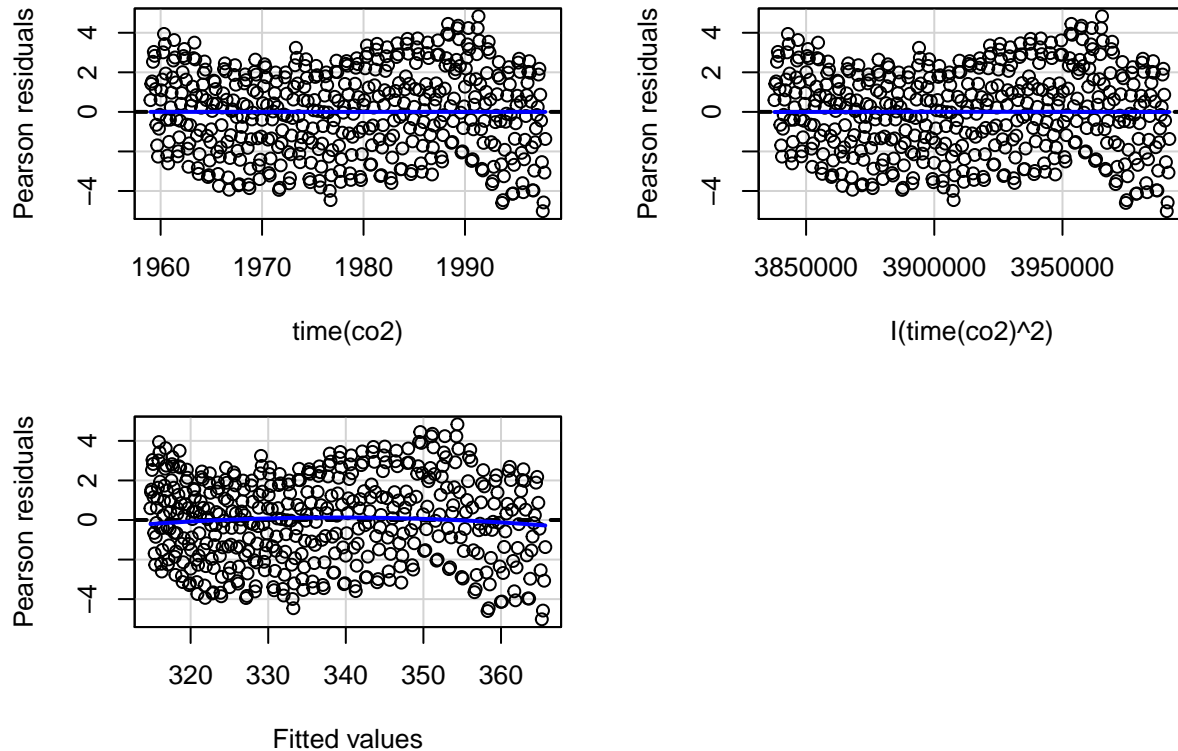 Pearson residuals
4
2
0
−4
1960 1970 1980 1990
time(co2)
Pearson residuals
4
2
0
−4
3850000 3900000 3950000
I(time(co2)^2)
Pearson residuals
4
2
0
−4
320 330 340 350 360
Fitted values